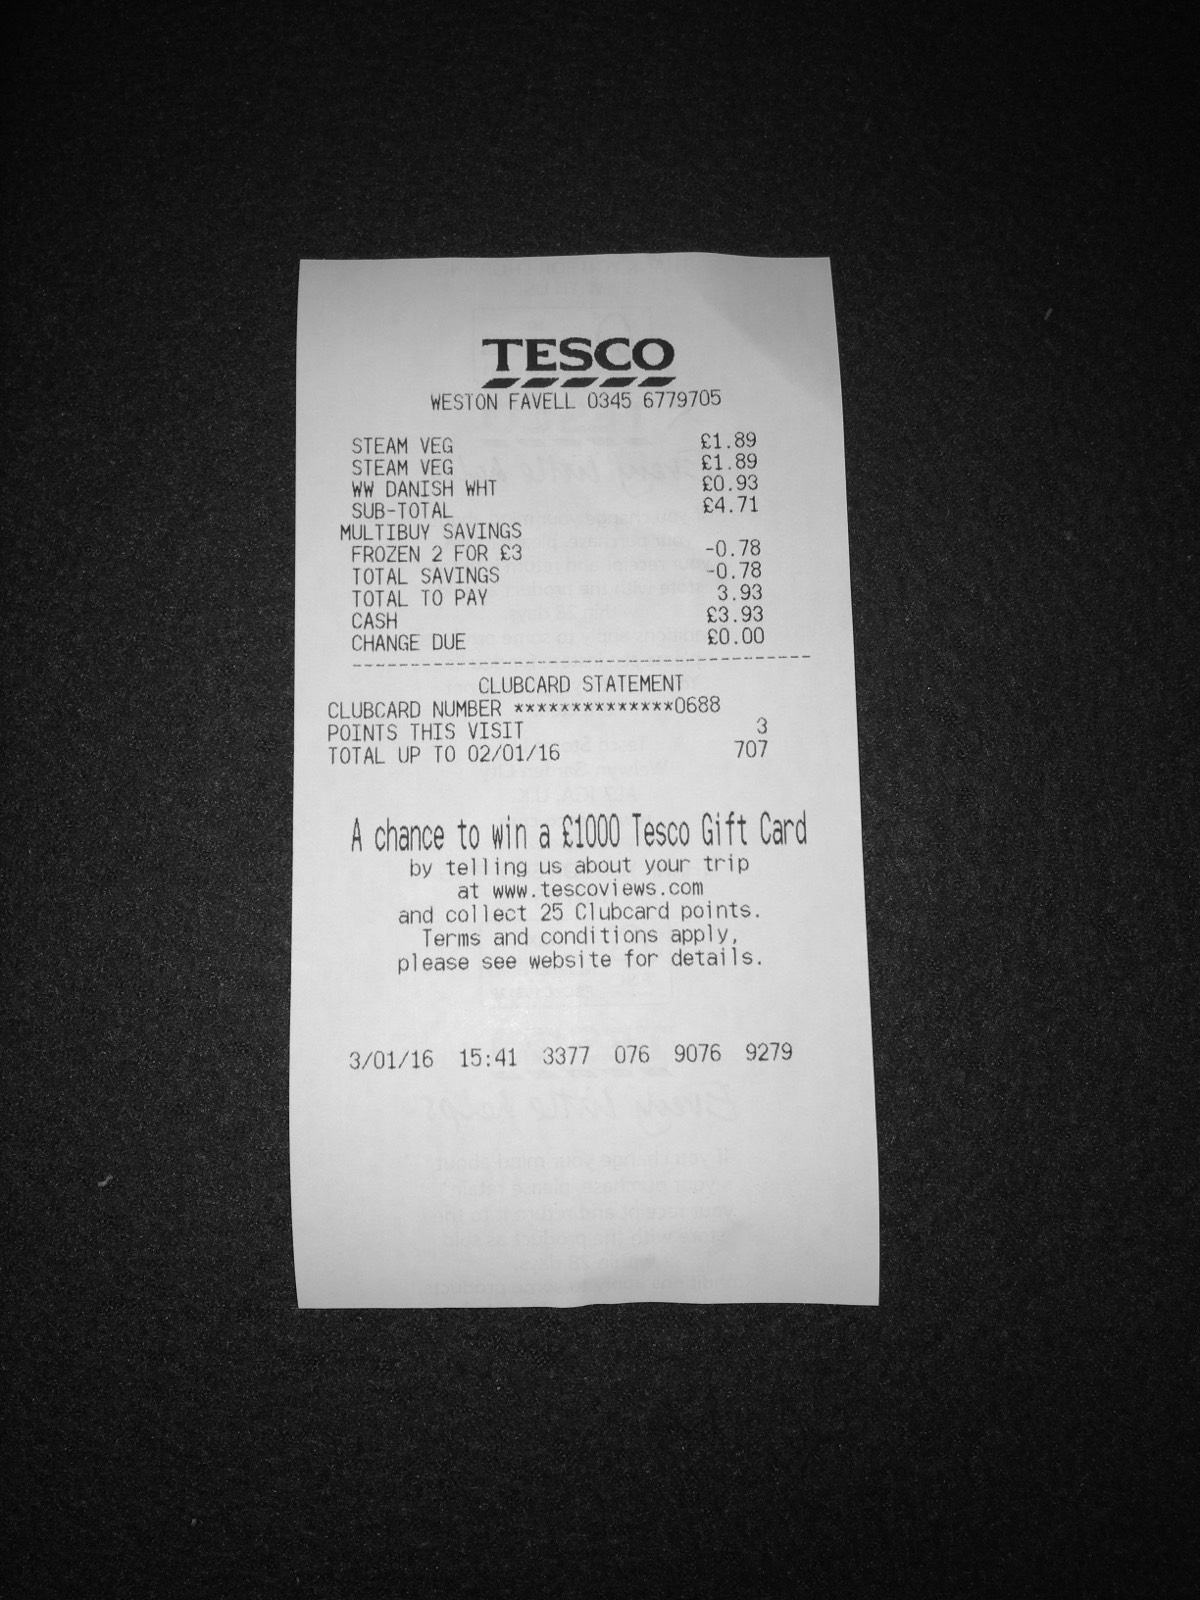 TESCO
WESTON FAVELL 0345 6779705
STEAM VEG £1.89
STEAM VEG £1.89
WW DANISH WHT £0.93
SUB-TOTAL £4.71
MULTIBUY SAVINGS
FROZEN 2 FOR £3 -0.78
TOTAL SAVINGS -0.78
TOTAL TO PAY 3.93
CASH £3.93
CHANGE DUE £0.00
CLUBCARD STATEMENT
CLUBCARD NUMBER **************0688
POINTS THIS VISIT 3
TOTAL UP TO 02/01/16 707
A chance to win a £1000 Tesco Gift Card
by telling us about your trip
at www.tescoviews.com
and collect 25 Clubcard points.
Terms and conditions apply,
please see website for details.
3/01/16 15:41 3377 076 9076 9279